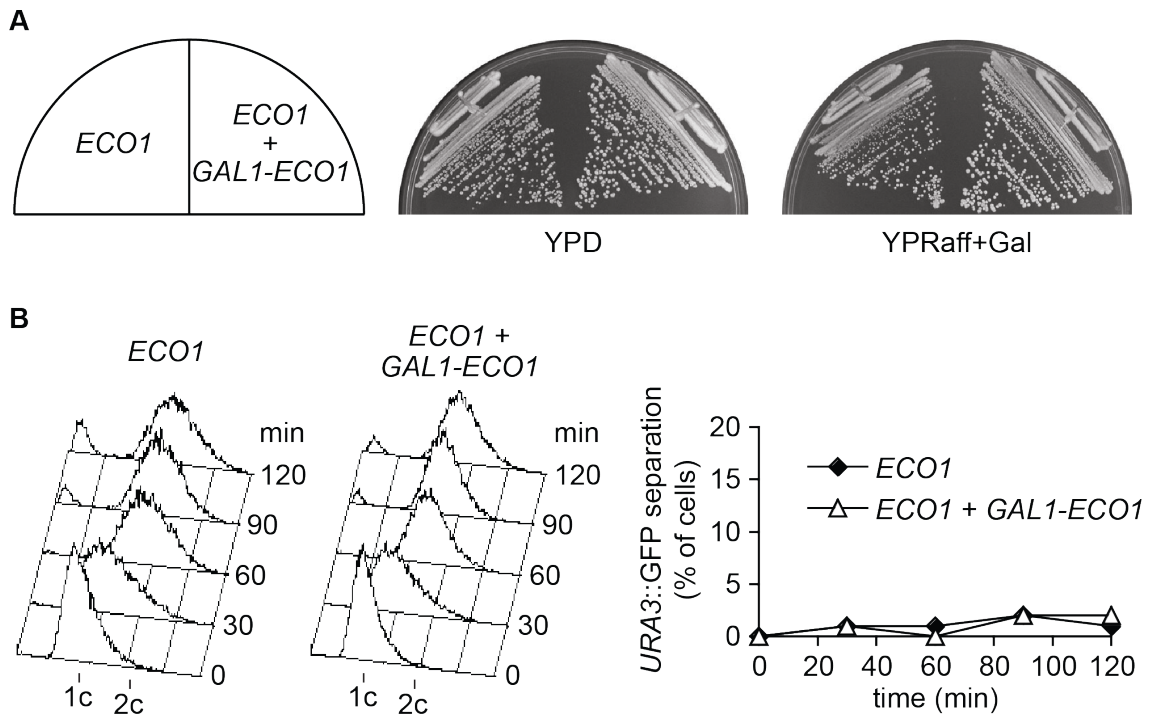 A
ECO1
ECO1
+
GAL1-ECO1
YPD
YPRaff+Gal
B
ECO1
min
120
90
60
30
0
1c
2c
ECO1 +
GAL1-ECO1
min
120
90
60
30
0
1c
2c
URA3::GFP separation
(% of cells)
20
15
10
5
0
ECO1
ECO1 + GAL1-ECO1
0 20 40 60 80 100 120
time (min)